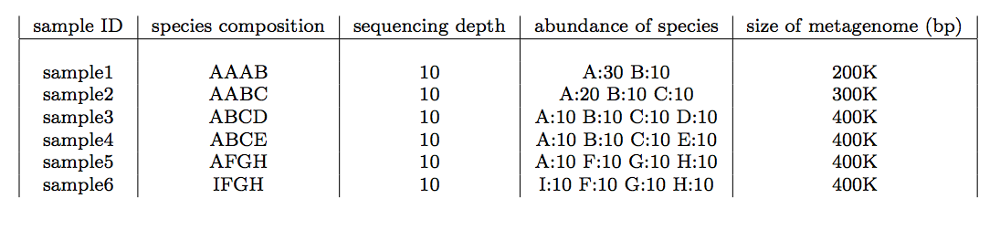 sample ID species composition sequencing depth abundance of species size of metagenome (bp)
sample1 AAAB 10 A:30 B:10 200K
sample2 AABC 10 A:20 B:10 C:10 300K
sample3 ABCD 10 A:10 B:10 C:10 D:10 400K
sample4 ABCE 10 A:10 B:10 C:10 E:10 400K
sample5 AFGH 10 A:10 F:10 G:10 H:10 400K
sample6 IFGH 10 I:10 F:10 G:10 H:10 400K